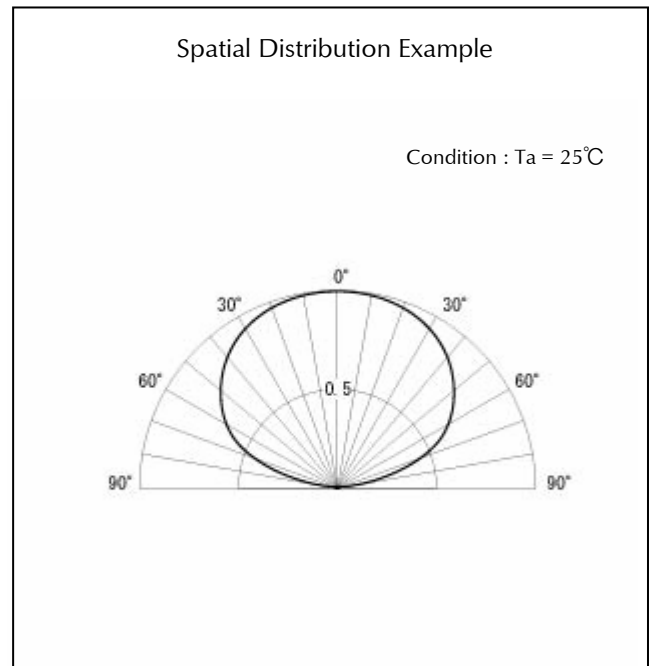 Spatial Distribution Example
Condition : Ta = 25℃
0°
30° 30°
60° 60°
0. 5
90° 90°